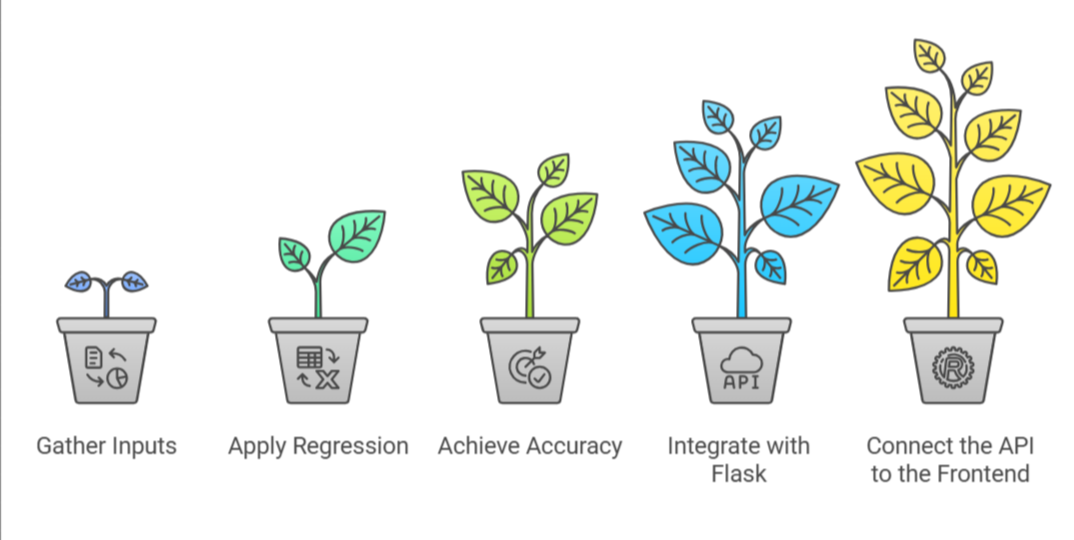 API
R
Gather Inputs
Apply Regression
Achieve Accuracy
Integrate with
Flask
Connect the API
to the Frontend